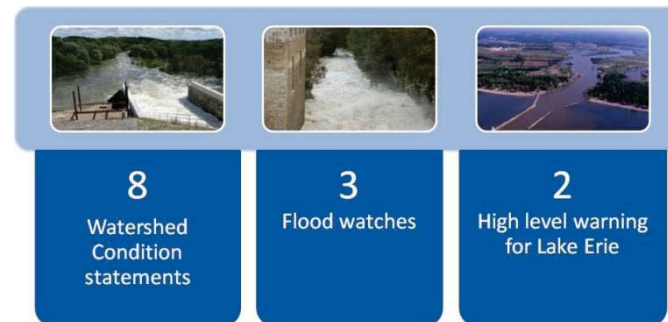 8
Watershed
Condition
statements
3
Flood watches
2
High level warning
for Lake Erie